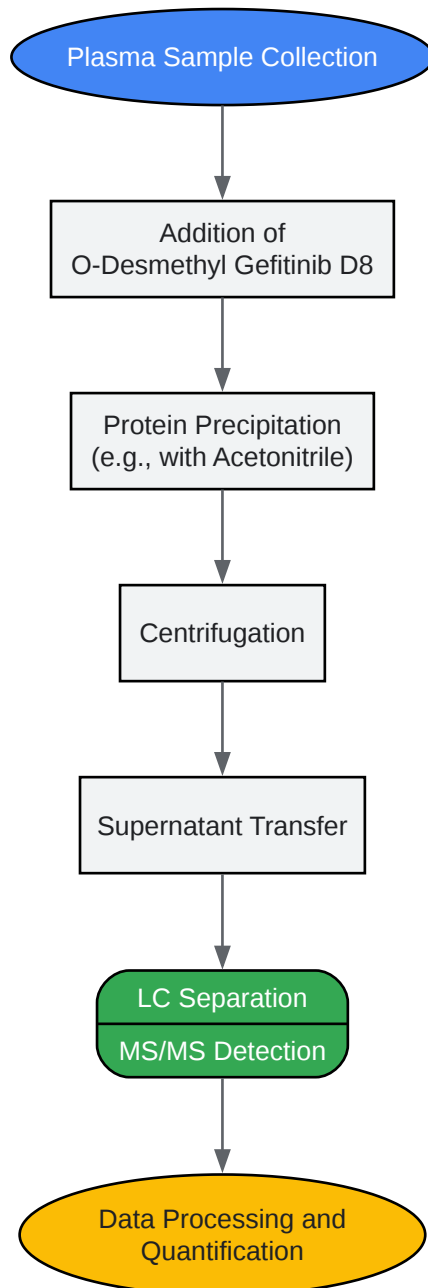 Plasma Sample Collection
Addition of
O-Desmethyl Gefitinib D8
Protein Precipitation
(e.g., with Acetonitrile)
Centrifugation
Supernatant Transfer
LC Separation
MS/MS Detection
Data Processing and
Quantification